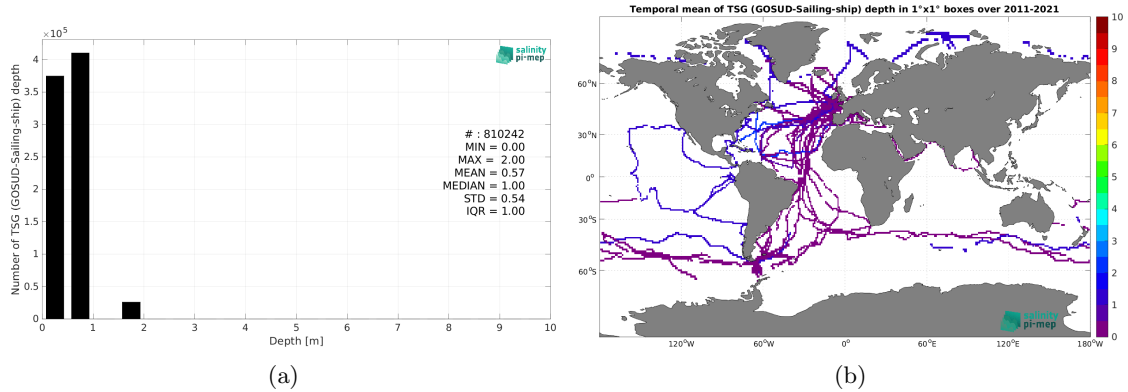 ×10⁵
4
3.5
3
2.5
2
1.5
1
0.5
0
0 1 2 3 4 5 6 7 8 9 10
Number of TSG (GOSUD-Sailing-ship) depth
Depth [m]
salinity
pi-mep
# : 810242
MIN = 0.00
MAX = 2.00
MEAN = 0.57
MEDIAN = 1.00
STD = 0.54
IQR = 1.00
(a)
Temporal mean of TSG (GOSUD-Sailing-ship) depth in 1°x1° boxes over 2011-2021
60°N
30°N
0°
30°S
60°S
120°W 60°W 0° 60°E 120°E 180°W
salinity
pi-mep
10
9
8
7
6
5
4
3
2
1
0
(b)